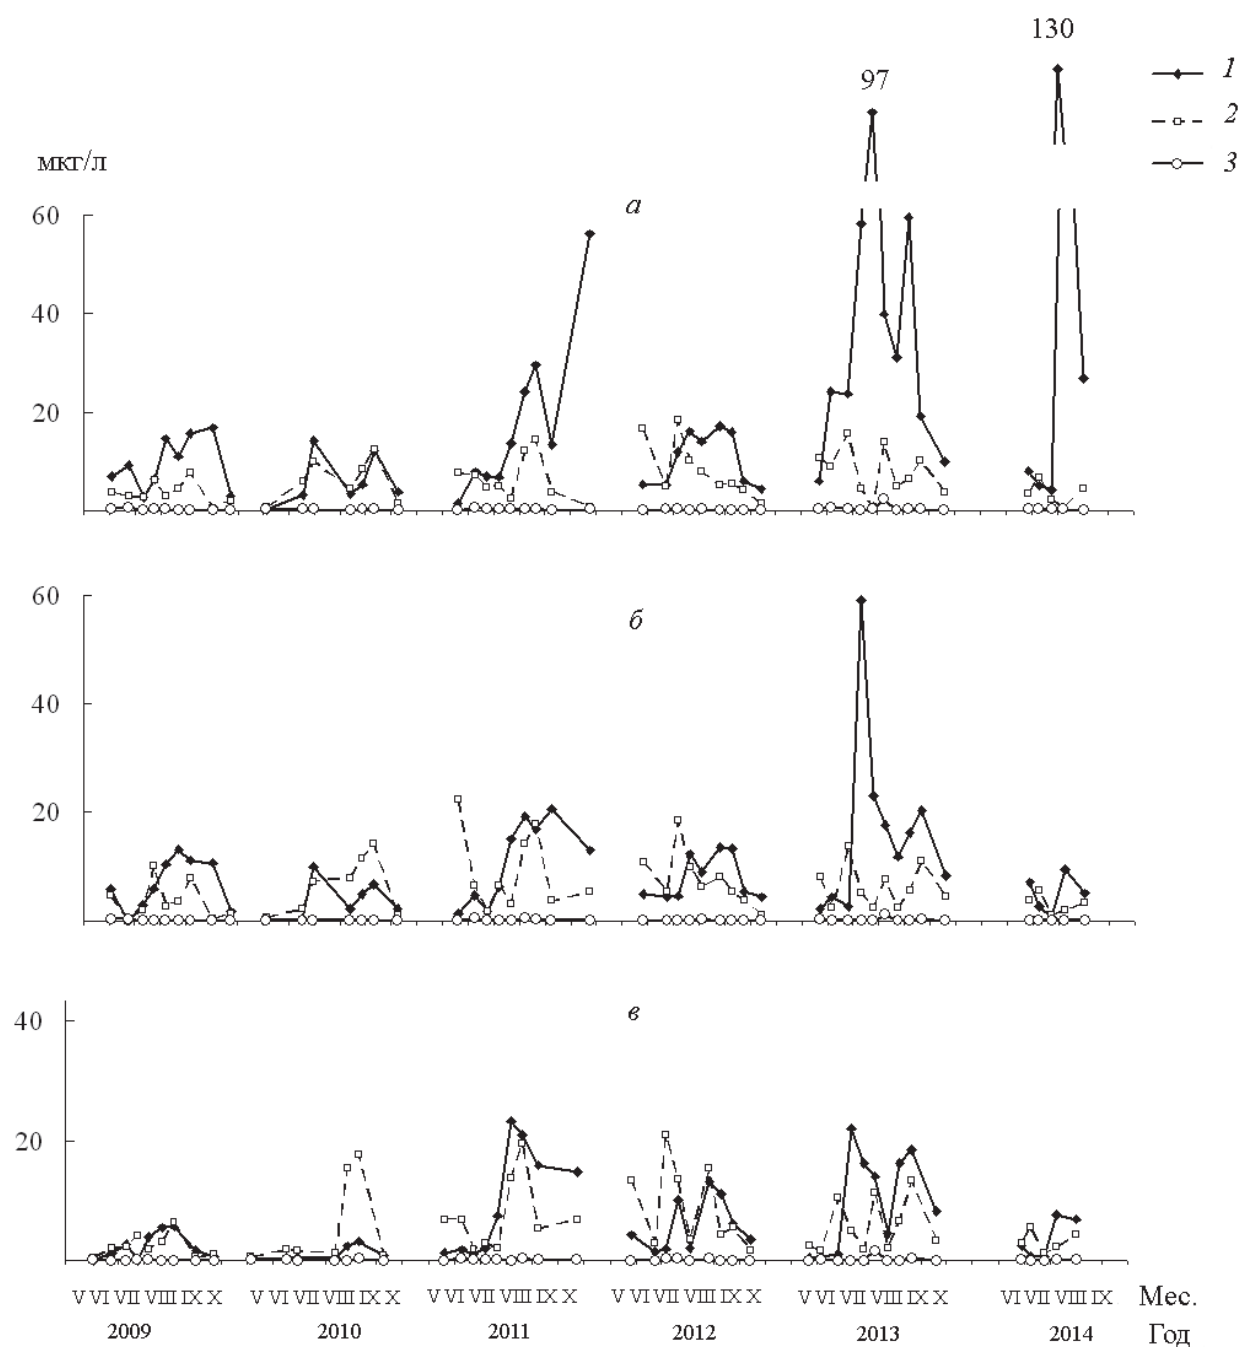 130
97
1
2
3
мкг/л
а
60
40
20
б
60
40
20
в
40
20
V VI VII VIII IX X V VI VII VIII IX X V VI VII VIII IX X V VI VII VIII IX X V VI VII VIII IX X VI VII VIII IX Мес.
2009 2010 2011 2012 2013 2014 Год